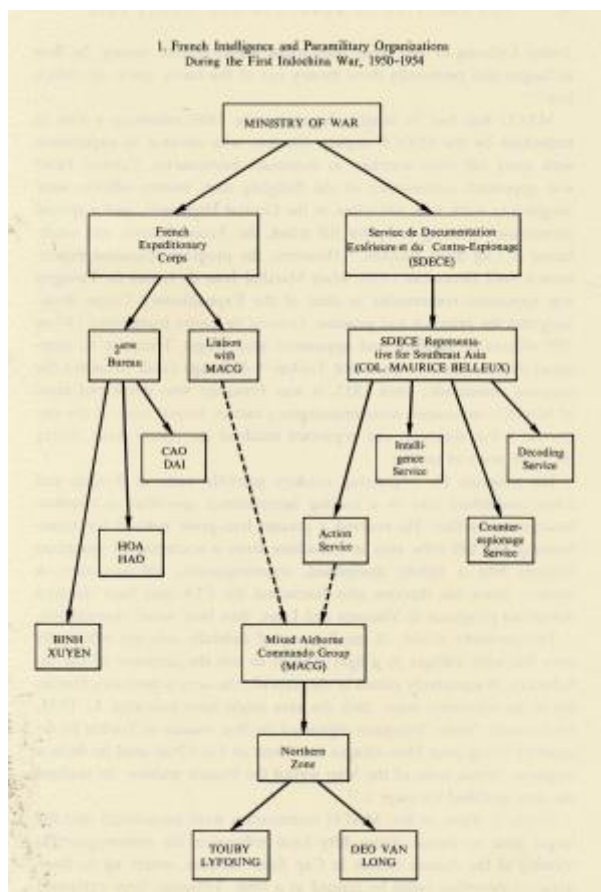 1. French Intelligence and Paramilitary Organizations
During the First Indochina War, 1950-1954
MINISTRY OF WAR
French
Expeditionary
Corps
Service de Documentation
Extérieure et du Contre-Espionage
(SDECE)
2eme
Bureau
Liaison
with
MACG
SDECE Representa-
tive for Southeast Asia
(COL. MAURICE BELLEUX)
CAO
DAI
Intelli-
gence
Service
Decoding
Service
HOA
HAO
Action
Service
Counter-
espionage
Service
BINH
XUYEN
Mixed Airborne
Commando Group
(MACG)
Northern
Zone
TOUBY
LYFOUNG
DEO VAN
LONG